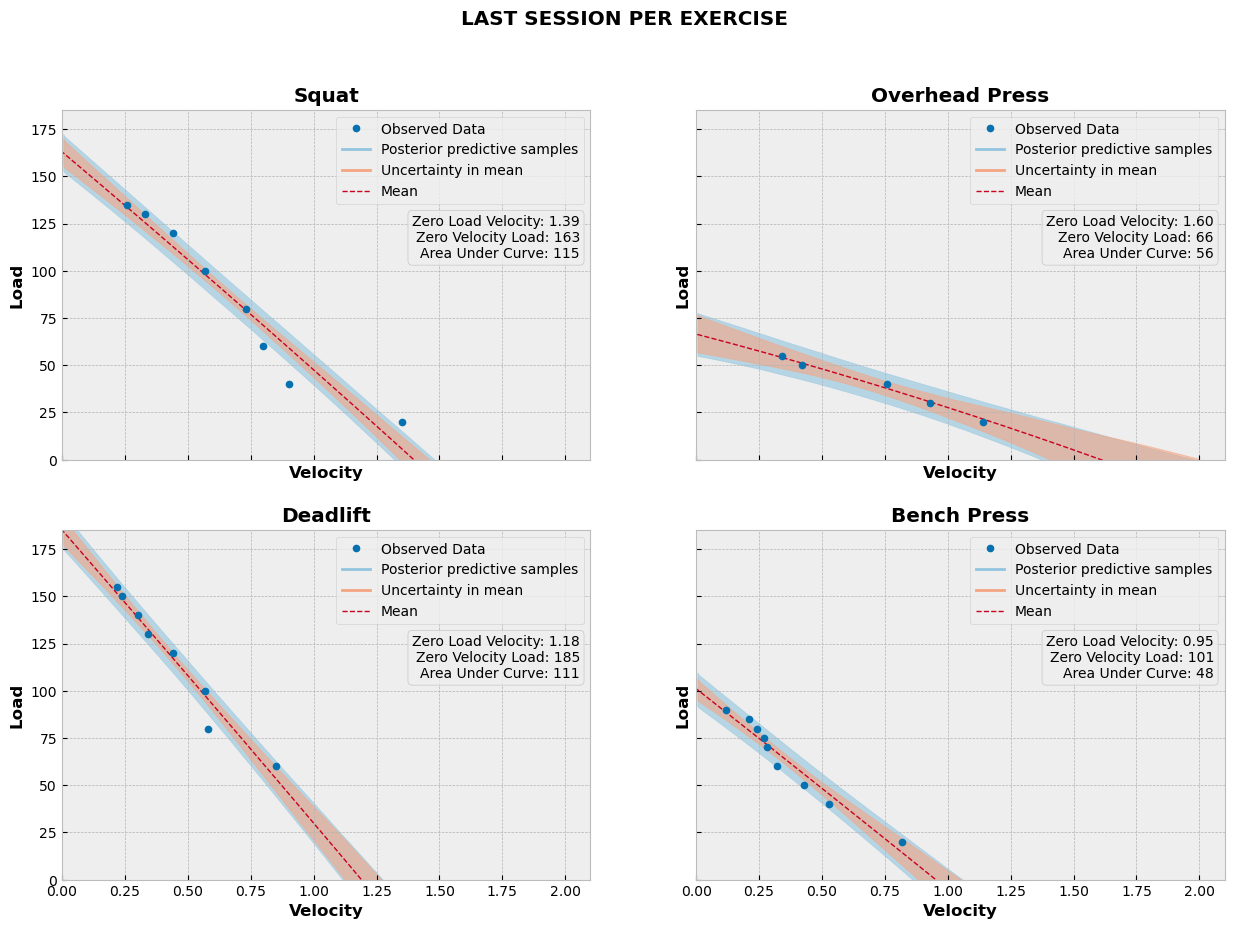 LAST SESSION PER EXERCISE
Squat
Observed Data
Posterior predictive samples
Uncertainty in mean
Mean
Zero Load Velocity: 1.39
Zero Velocity Load: 163
Area Under Curve: 115
175
150
125
100
75
50
25
0
Load
Velocity
Overhead Press
Observed Data
Posterior predictive samples
Uncertainty in mean
Mean
Zero Load Velocity: 1.60
Zero Velocity Load: 66
Area Under Curve: 56
Load
Velocity
Deadlift
Observed Data
Posterior predictive samples
Uncertainty in mean
Mean
Zero Load Velocity: 1.18
Zero Velocity Load: 185
Area Under Curve: 111
175
150
125
100
75
50
25
0
Load
0.00 0.25 0.50 0.75 1.00 1.25 1.50 1.75 2.00
Velocity
Bench Press
Observed Data
Posterior predictive samples
Uncertainty in mean
Mean
Zero Load Velocity: 0.95
Zero Velocity Load: 101
Area Under Curve: 48
Load
0.00 0.25 0.50 0.75 1.00 1.25 1.50 1.75 2.00
Velocity